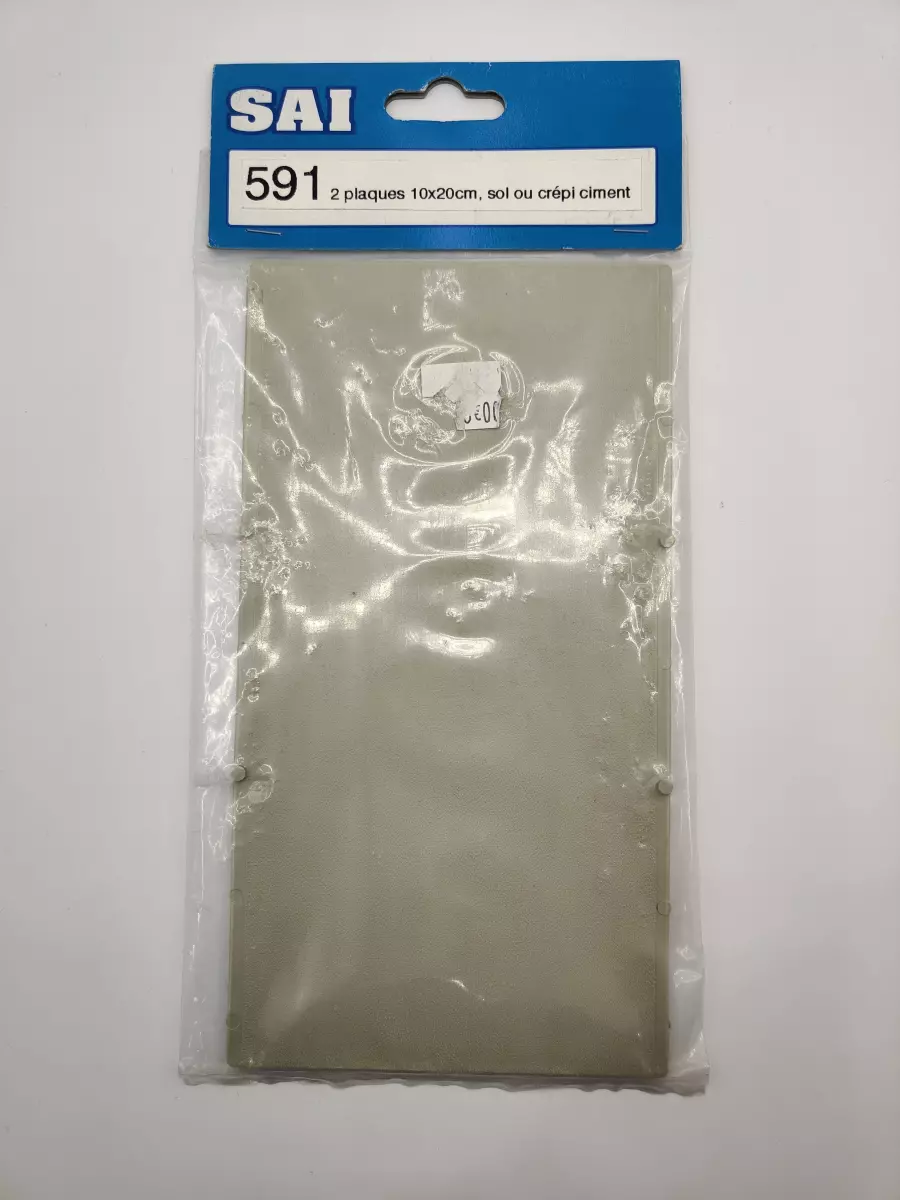 SAI
591 2 plaques 10x20cm, sol ou crépi ciment